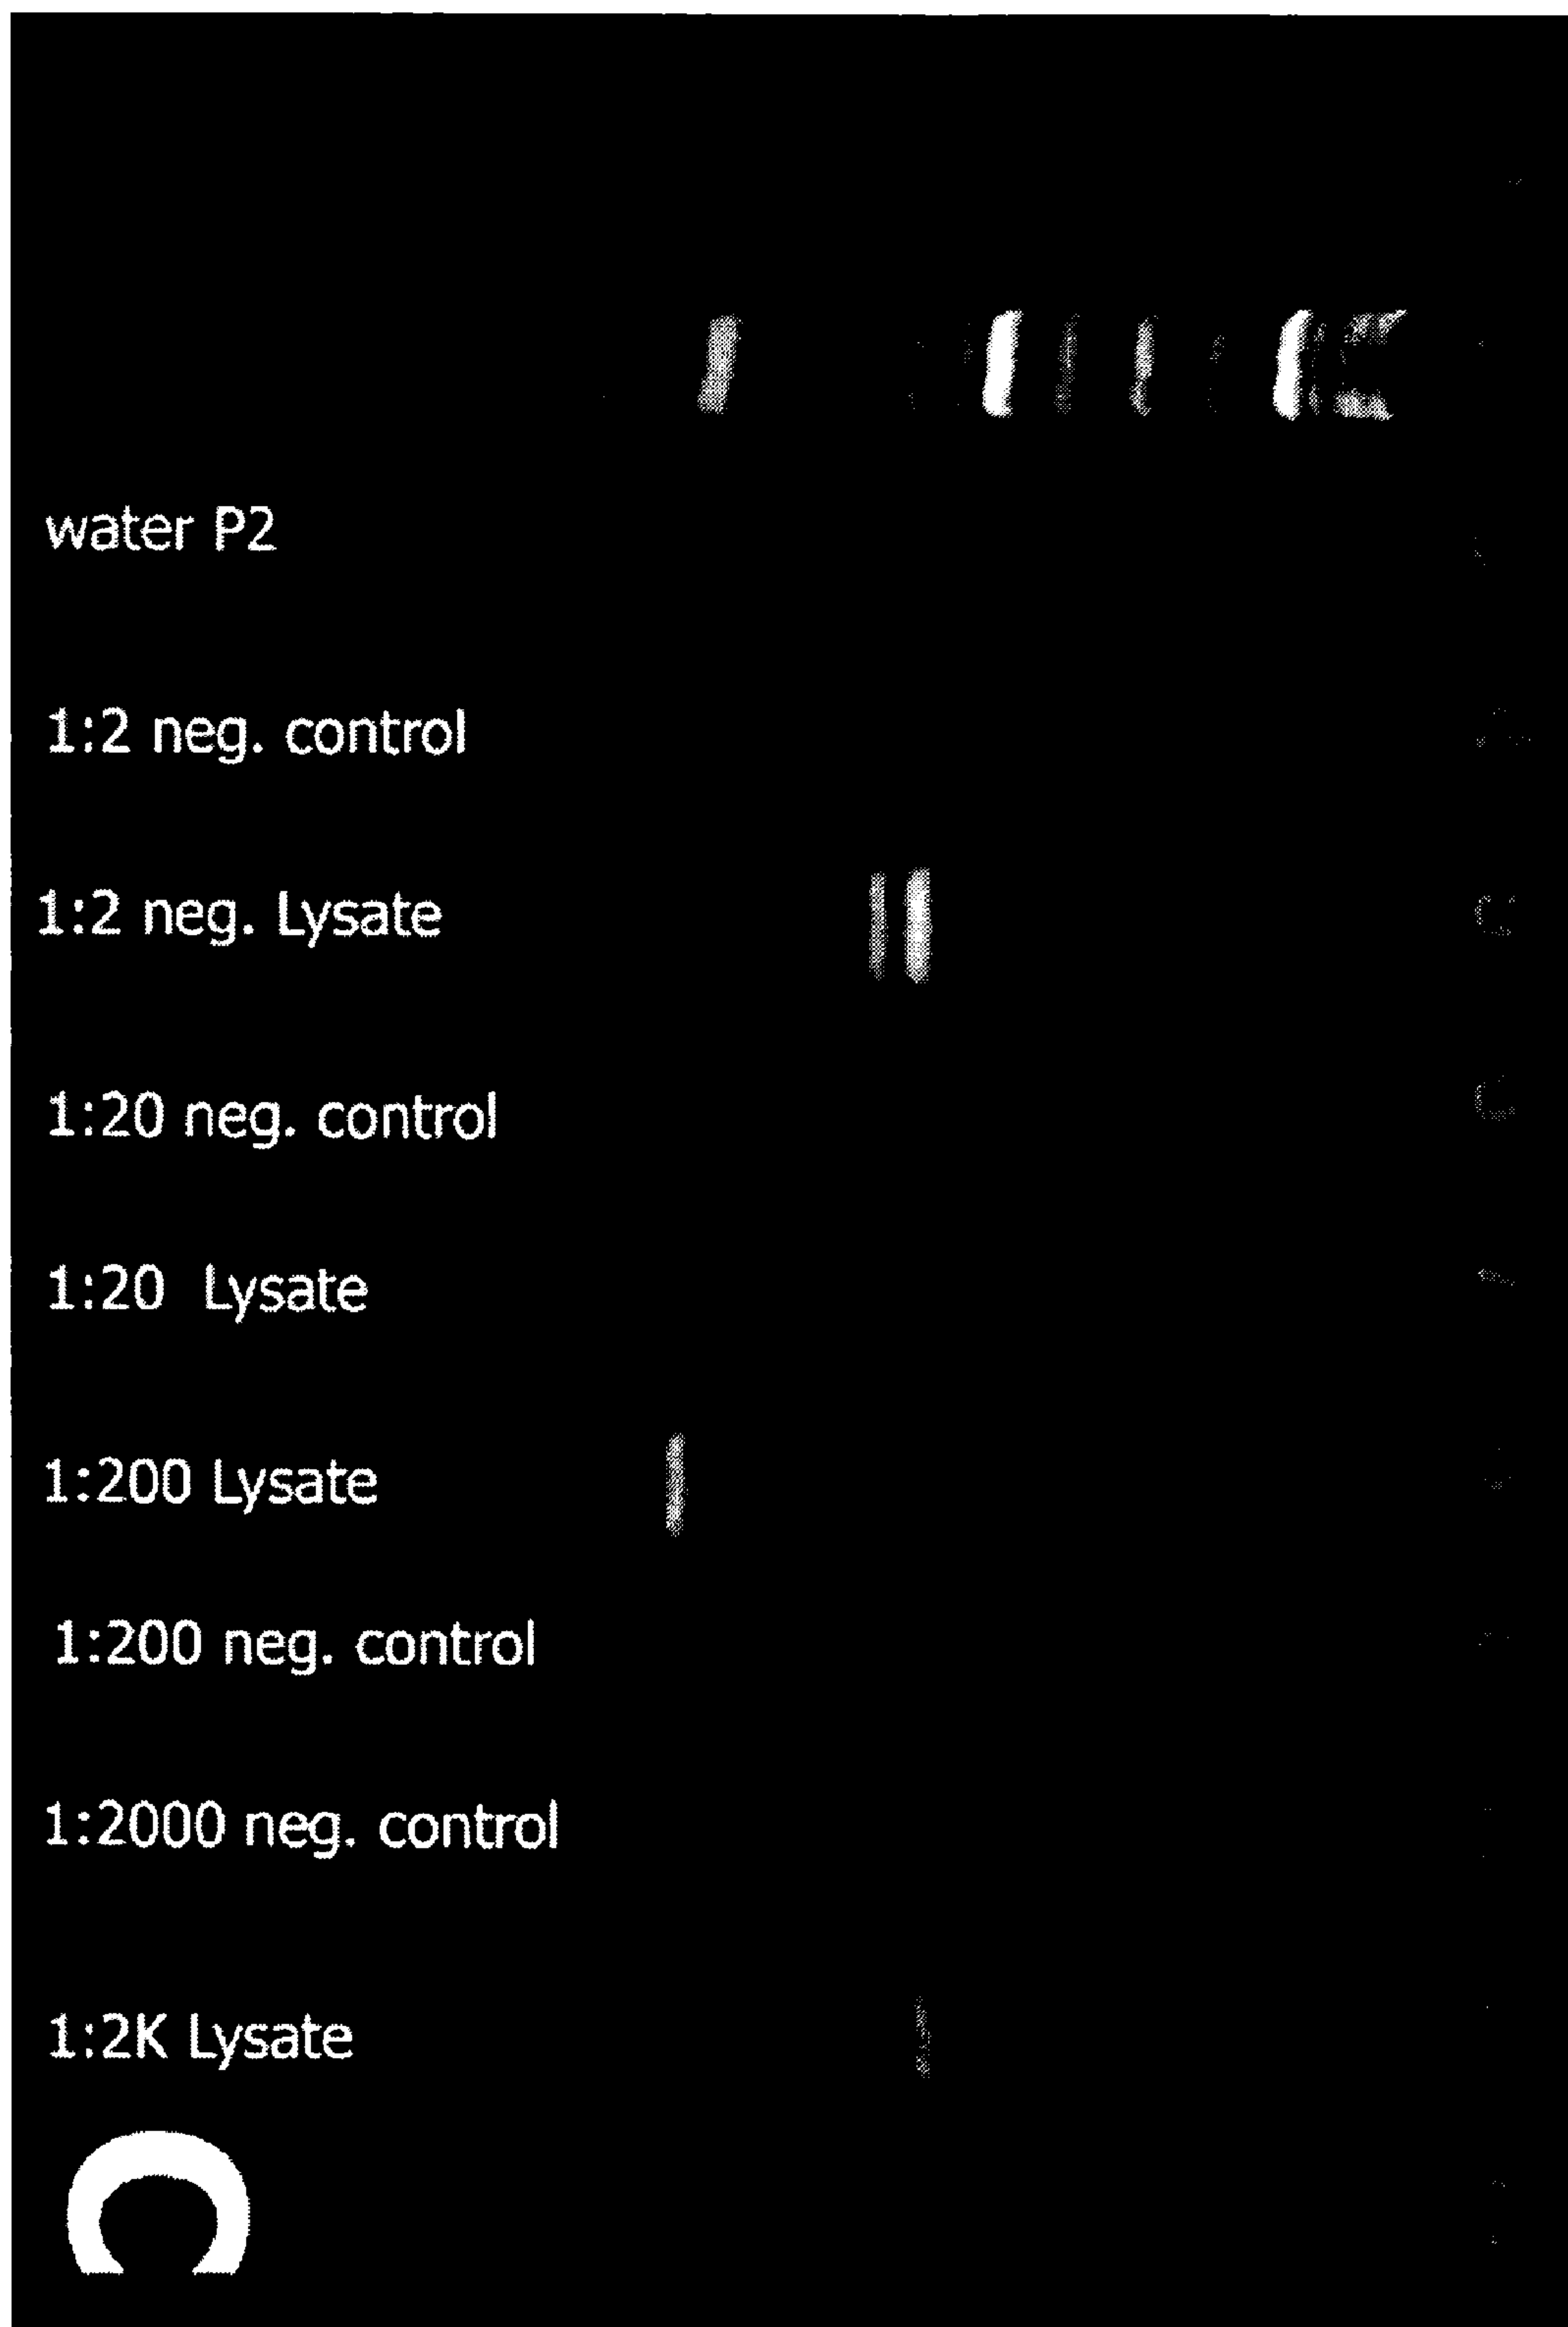 water P2
1:2 neg. control
1:2 neg. Lysate
1:20 neg. control
1:20  Lysate
1:200 Lysate
1:200 neg. control
1:2000 neg. control
1:2K Lysate
C